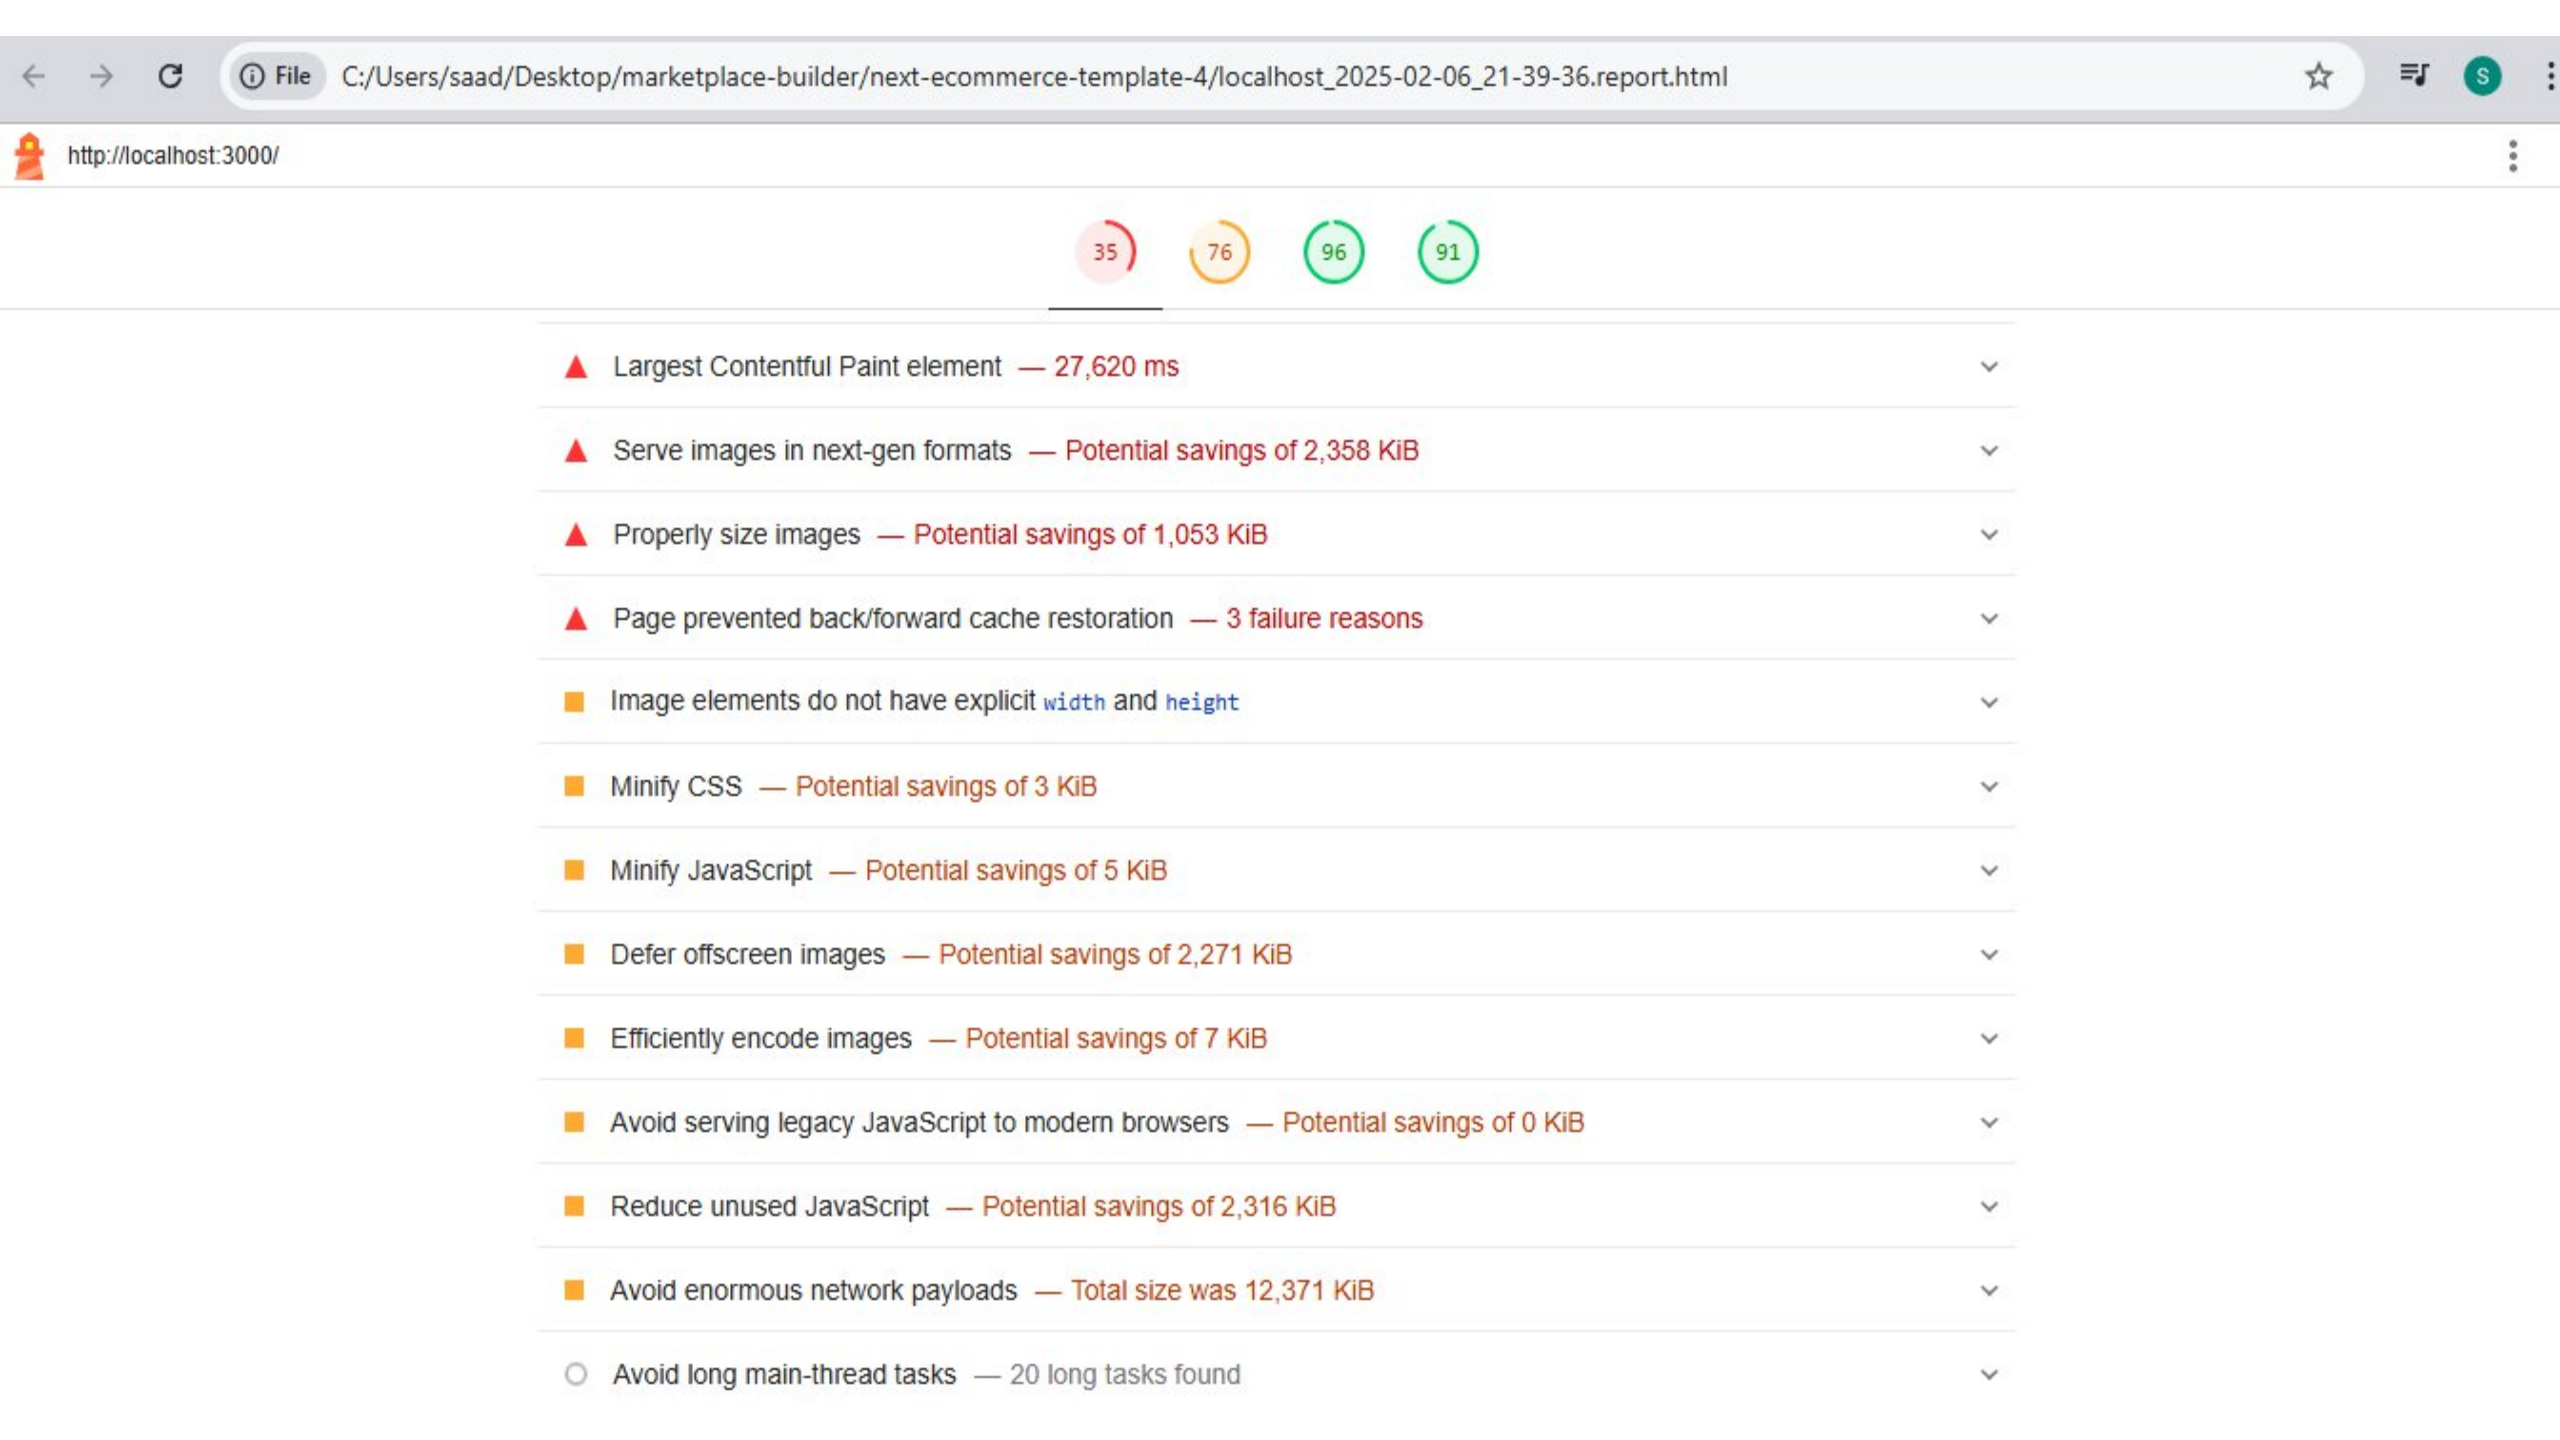 File C:/Users/saad/Desktop/marketplace-builder/next-ecommerce-template-4/localhost_2025-02-06_21-39-36.report.html
S
http://localhost:3000/
35 76 96 91
Largest Contentful Paint element — 27,620 ms
Serve images in next-gen formats — Potential savings of 2,358 KiB
Properly size images — Potential savings of 1,053 KiB
Page prevented back/forward cache restoration — 3 failure reasons
Image elements do not have explicit width and height
Minify CSS — Potential savings of 3 KiB
Minify JavaScript — Potential savings of 5 KiB
Defer offscreen images — Potential savings of 2,271 KiB
Efficiently encode images — Potential savings of 7 KiB
Avoid serving legacy JavaScript to modern browsers — Potential savings of 0 KiB
Reduce unused JavaScript — Potential savings of 2,316 KiB
Avoid enormous network payloads — Total size was 12,371 KiB
Avoid long main-thread tasks — 20 long tasks found